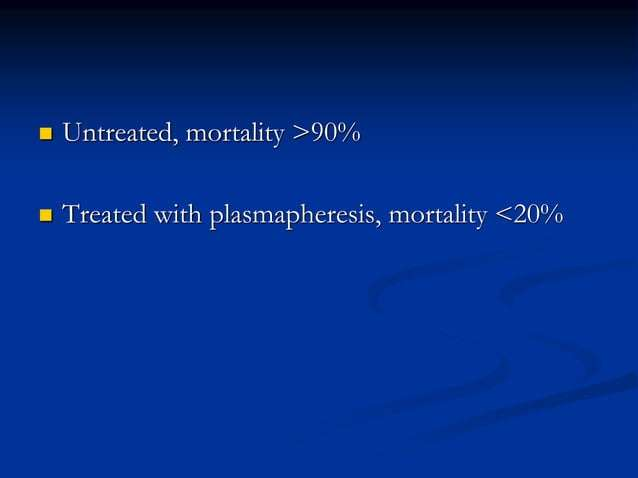 Untreated, mortality >90%
Treated with plasmapheresis, mortality <20%